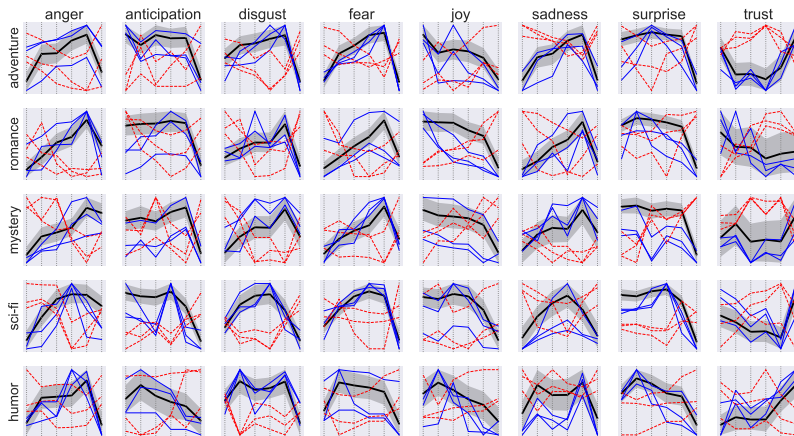 anger anticipation disgust fear joy sadness surprise trust
adventure
romance
mystery
sci-fi
humor